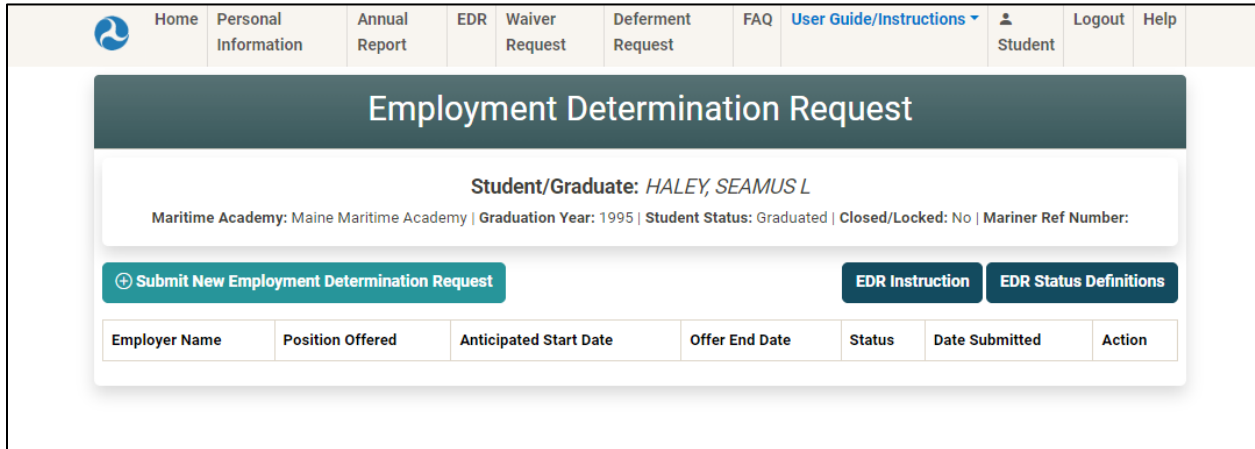 Home Personal Information Annual Report EDR Waiver Request Deferment Request FAQ User Guide/Instructions Student Logout Help
Employment Determination Request
Student/Graduate: HALEY, SEAMUS L
Maritime Academy: Maine Maritime Academy | Graduation Year: 1995 | Student Status: Graduated | Closed/Locked: No | Mariner Ref Number:
Submit New Employment Determination Request EDR Instruction EDR Status Definitions
Employer Name Position Offered Anticipated Start Date Offer End Date Status Date Submitted Action